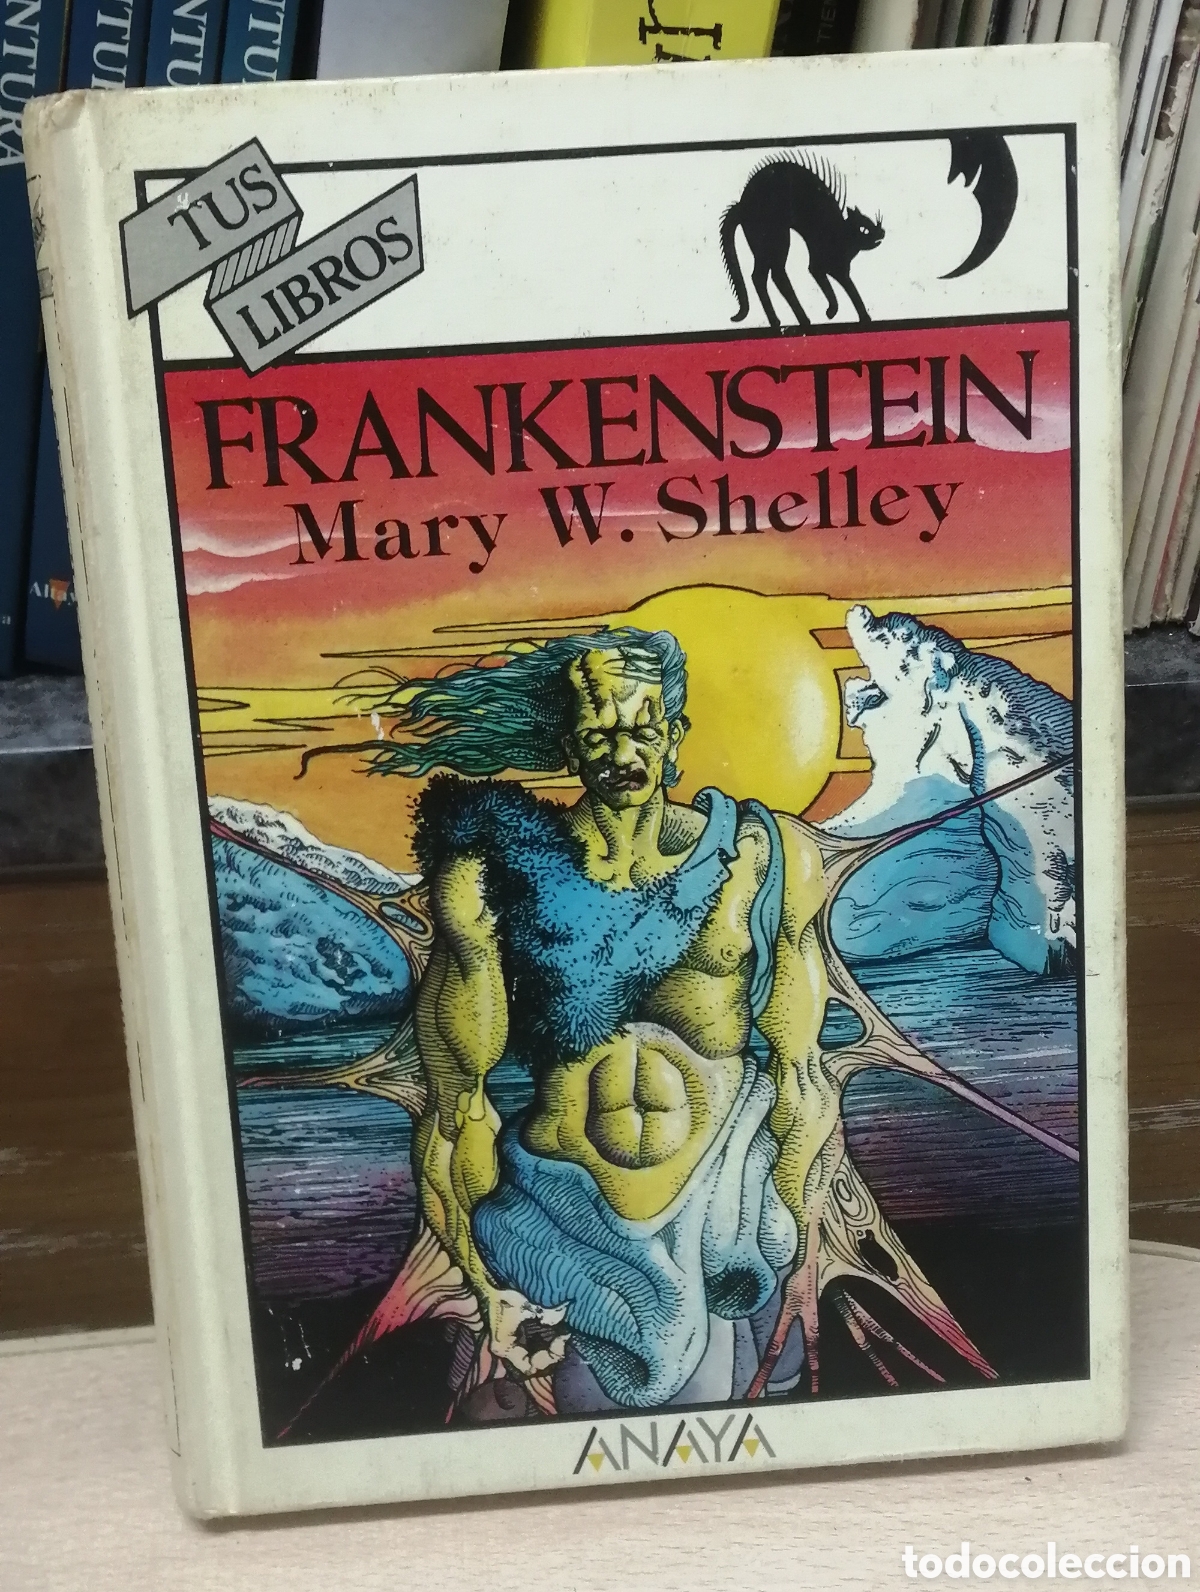 TUS
LIBROS
FRANKENSTEIN
Mary W. Shelley
ANAYA
todocoleccion